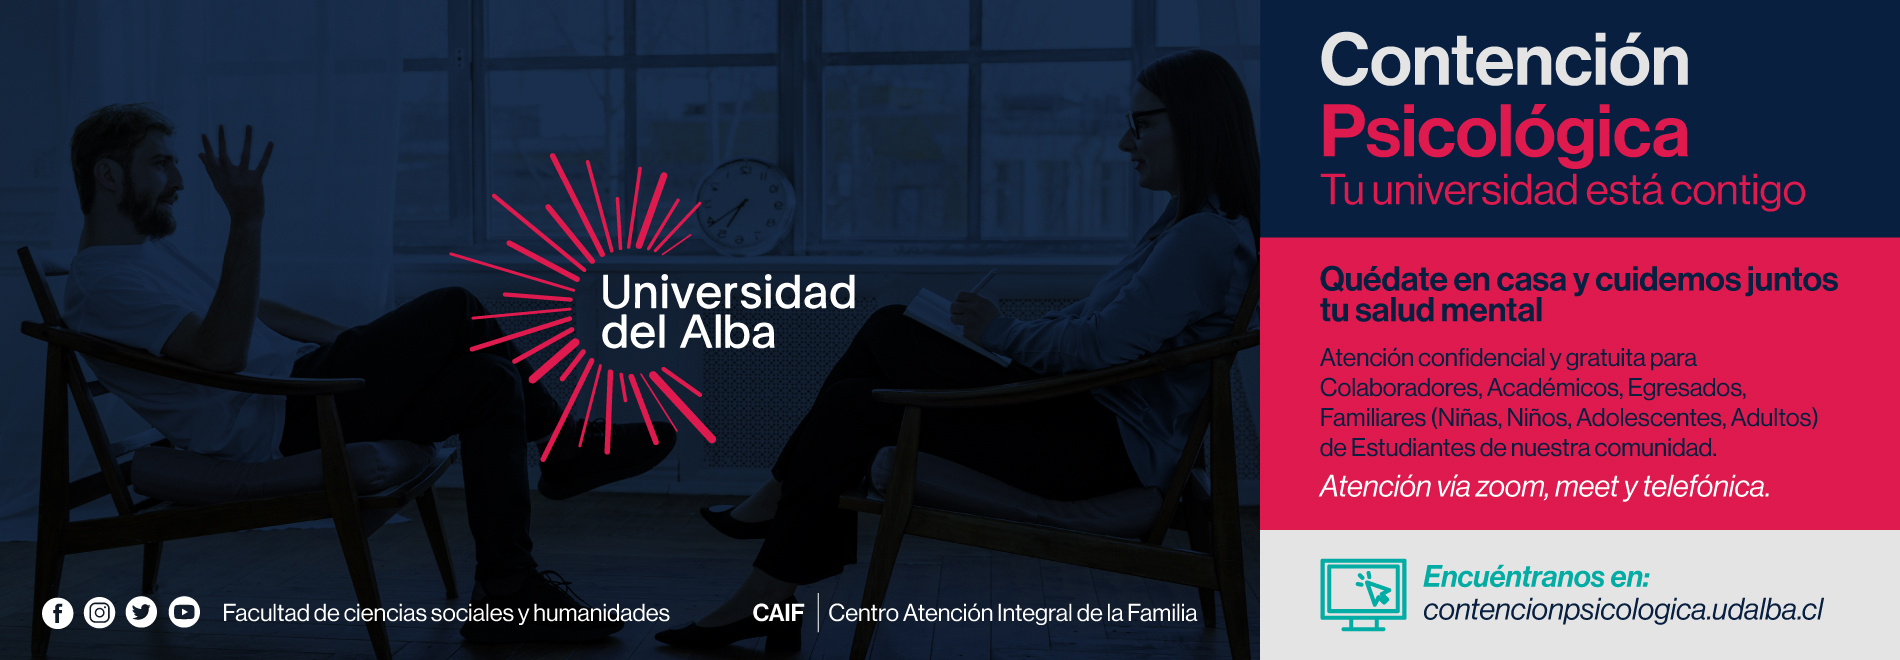 Universidad
del Alba
Facultad de ciencias sociales y humanidades
CAIF | Centro Atención Integral de la Familia
Contención
Psicológica
Tu universidad está contigo
Quédate en casa y cuidemos juntos
tu salud mental
Atención confidencial y gratuita para
Colaboradores, Académicos, Egresados,
Familiares (Niñas, Niños, Adolescentes, Adultos)
de Estudiantes de nuestra comunidad.
Atención vía zoom, meet y telefónica.
Encuéntranos en:
contencionpsicologica.udalba.cl